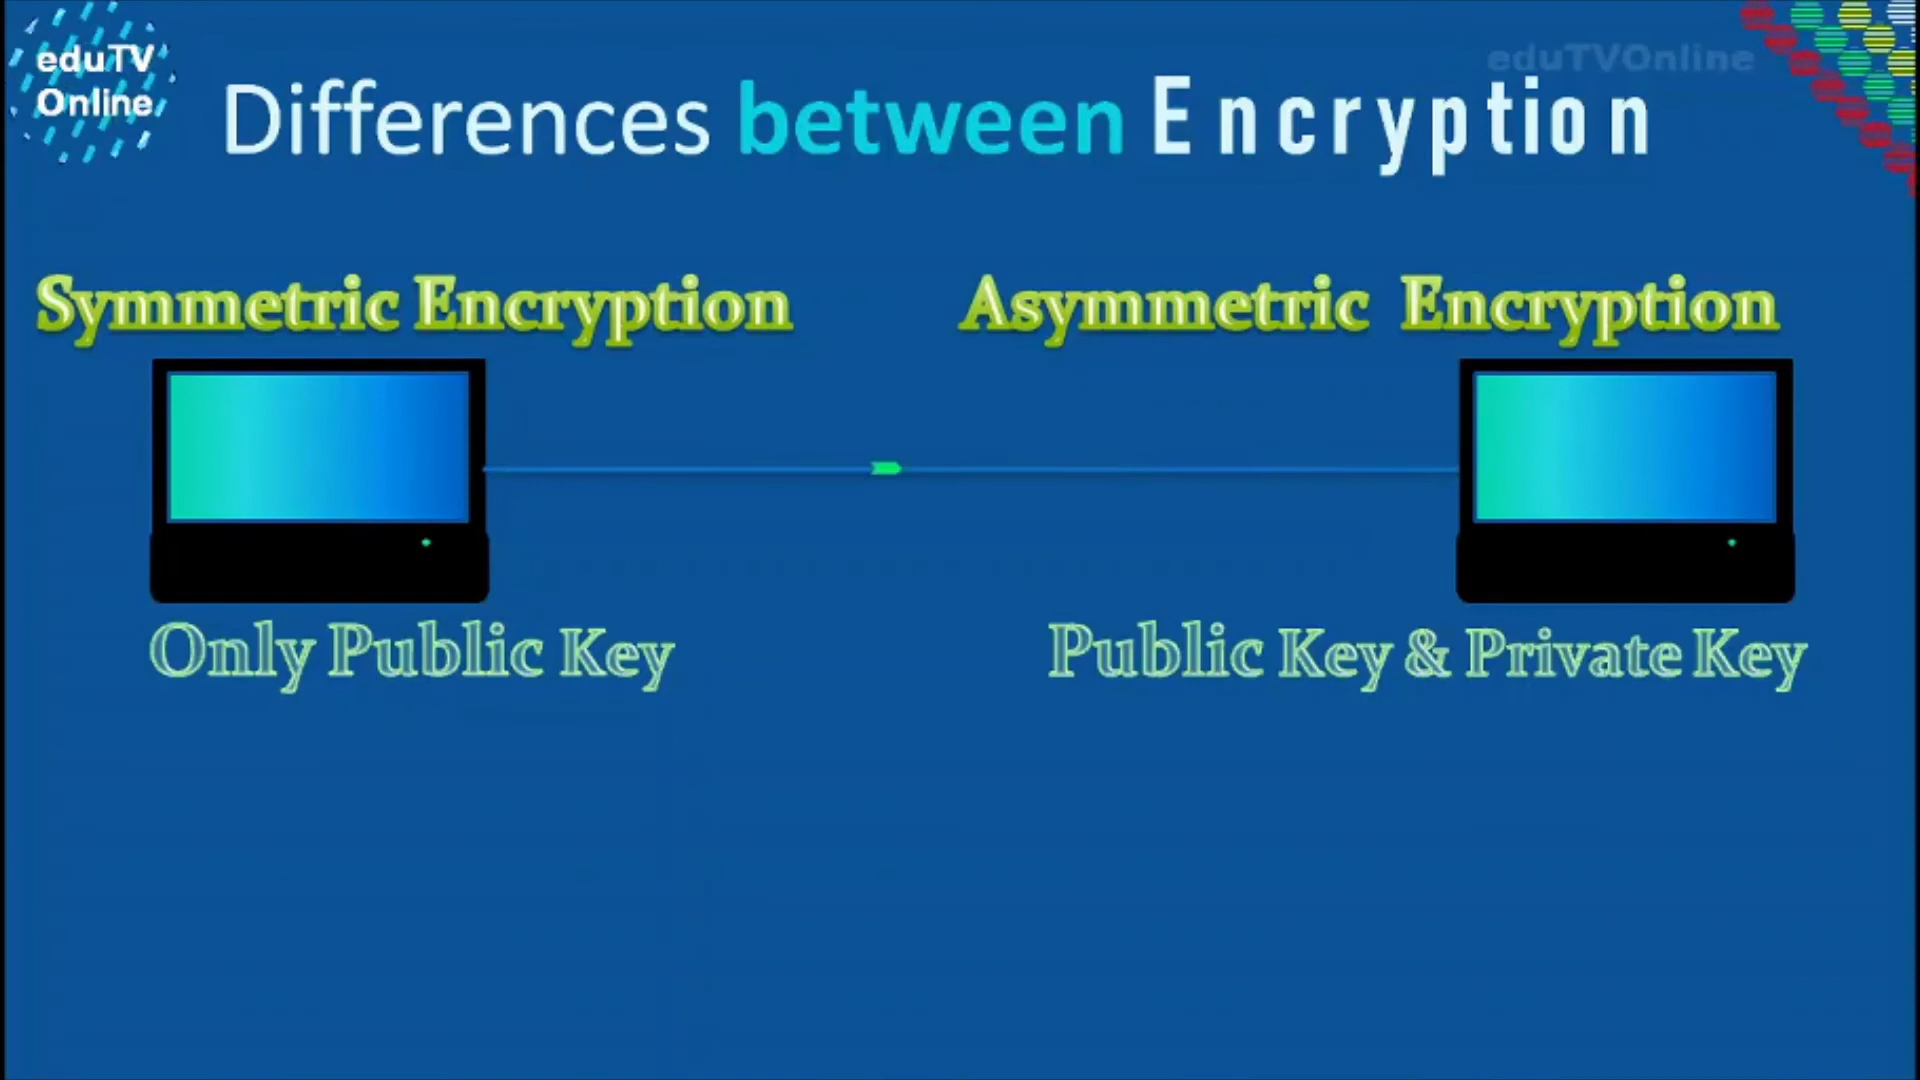 eduTV
Online
eduTVOnline
Differences between Encryption
Symmetric Encryption
Asymmetric Encryption
Only Public Key
Public Key & Private Key